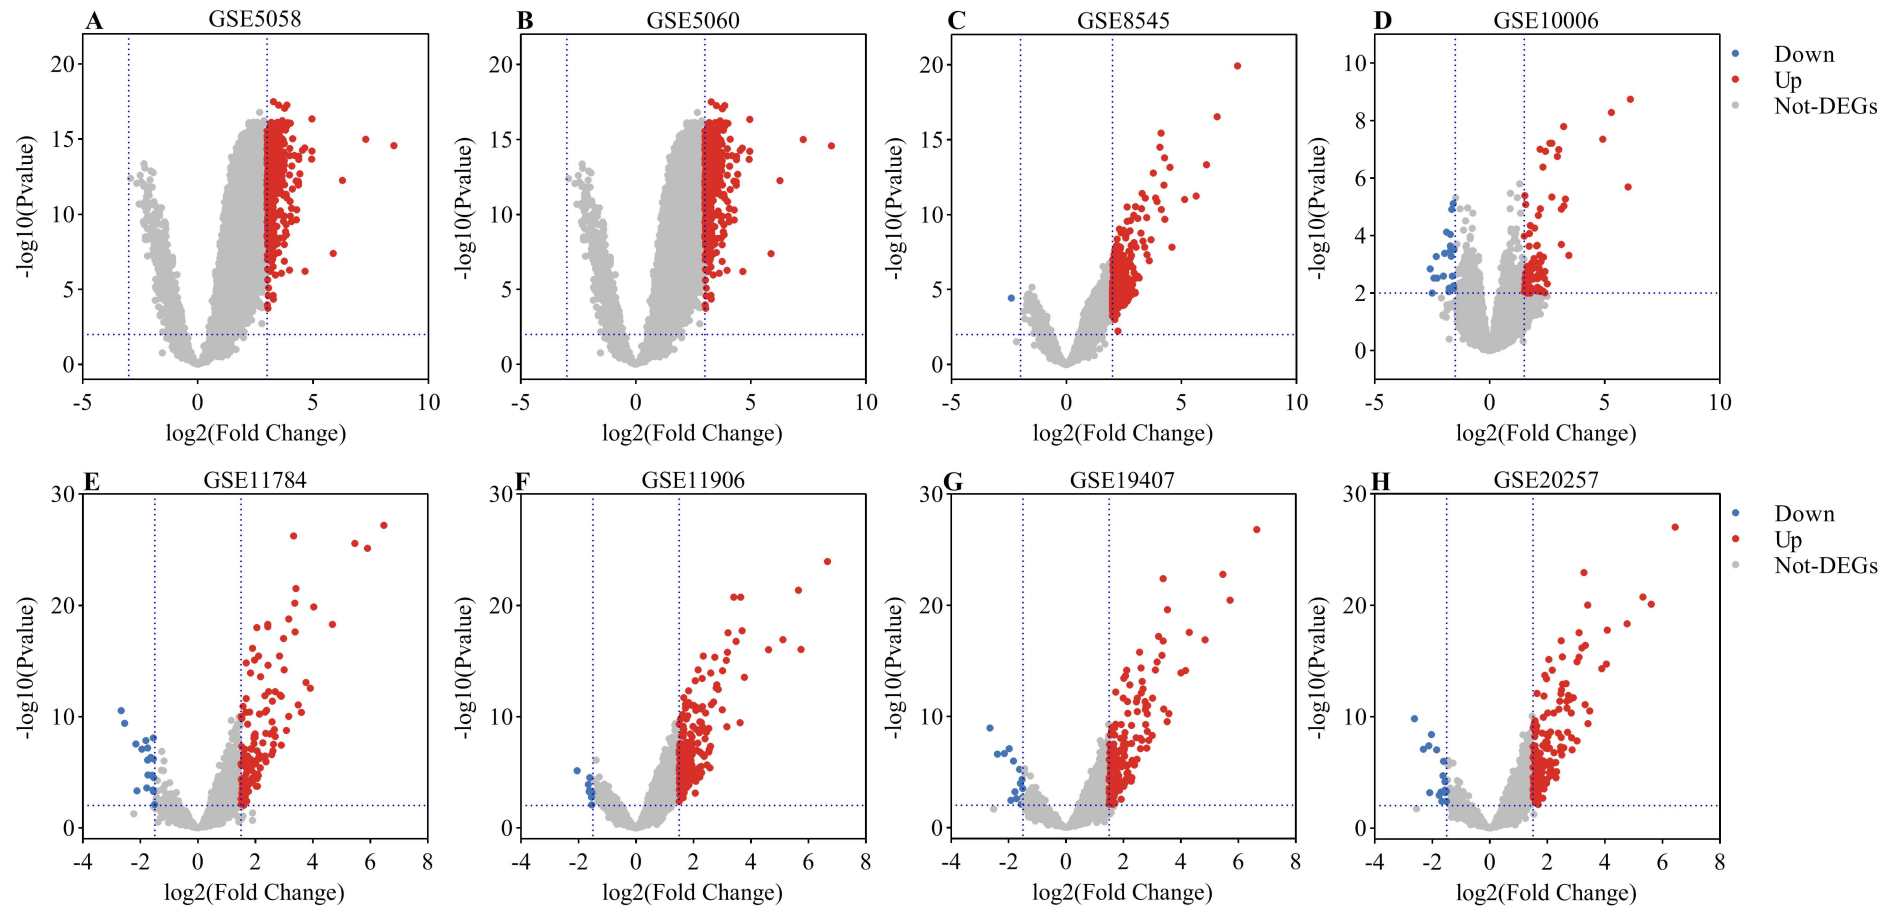 A GSE5058
B GSE5060
C GSE8545
D GSE10006
20
15
10
5
0
-log10(Pvalue)
-5 0 5 10
log2(Fold Change)
20
15
10
5
0
-log10(Pvalue)
-5 0 5 10
log2(Fold Change)
20
15
10
5
0
-log10(Pvalue)
-5 0 5 10
log2(Fold Change)
10
8
6
4
2
0
-log10(Pvalue)
-5 0 5 10
log2(Fold Change)
Down
Up
Not-DEGs
E GSE11784
F GSE11906
G GSE19407
H GSE20257
30
20
10
0
-log10(Pvalue)
-4 -2 0 2 4 6 8
log2(Fold Change)
30
20
10
0
-log10(Pvalue)
-4 -2 0 2 4 6 8
log2(Fold Change)
30
20
10
0
-log10(Pvalue)
-4 -2 0 2 4 6 8
log2(Fold Change)
30
20
10
0
-log10(Pvalue)
-4 -2 0 2 4 6 8
log2(Fold Change)
Down
Up
Not-DEGs